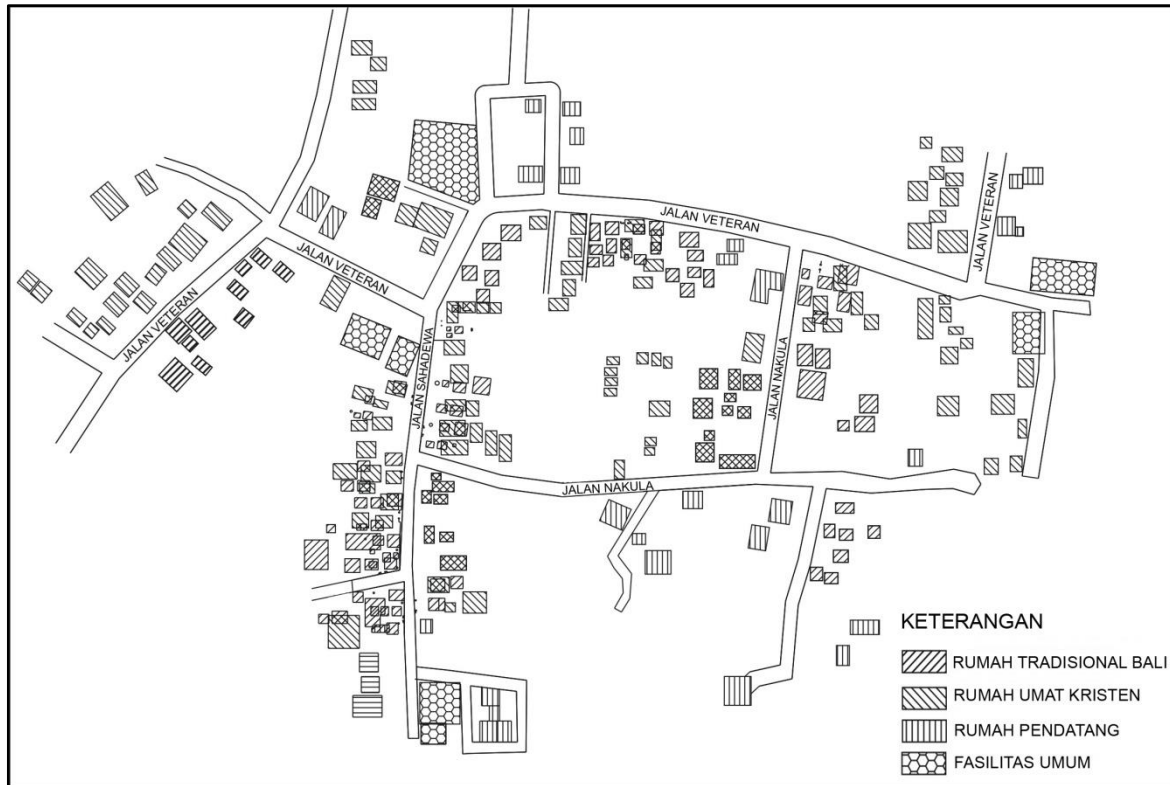 JALAN VETERAN
JALAN VETERAN
JALAN VETERAN
JALAN VETERAN
JALAN SAHADEWA
JALAN NAKULA
JALAN NAKULA
KETERANGAN
RUMAH TRADISIONAL BALI
RUMAH UMAT KRISTEN
RUMAH PENDATANG
FASILITAS UMUM